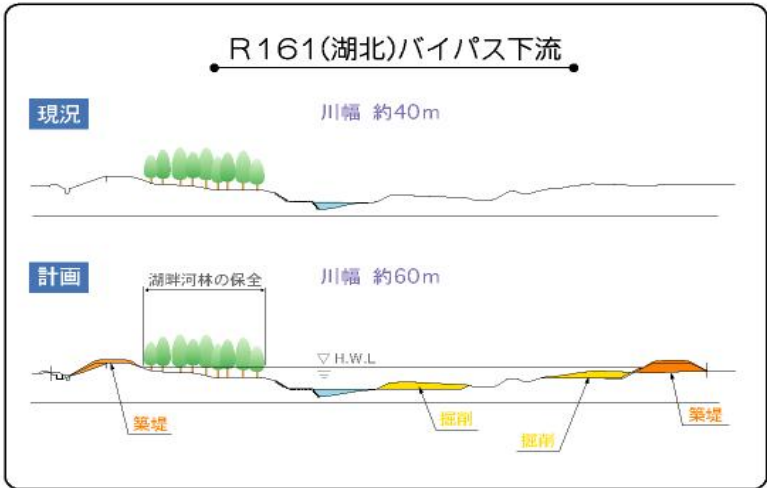 R161(湖北)バイパス下流
現況
川幅 約40m
計画
湖畔河林の保全
川幅 約60m
▽ H.W.L
築堤
掘削
掘削
築堤